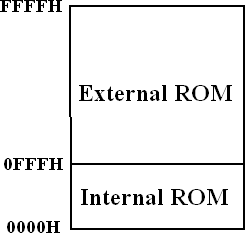 FFFFH
External ROM
0FFFH
Internal ROM
0000H